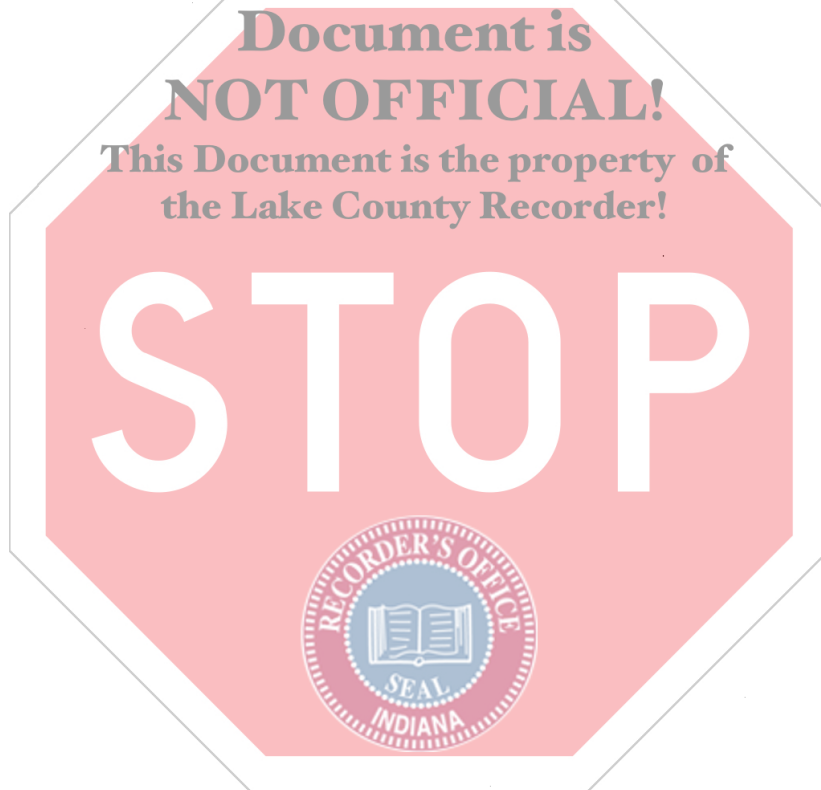 Document is
NOT OFFICIAL!
This Document is the property of
the Lake County Recorder!
STOP
RECORDER'S OFFICE
SEAL
INDIANA